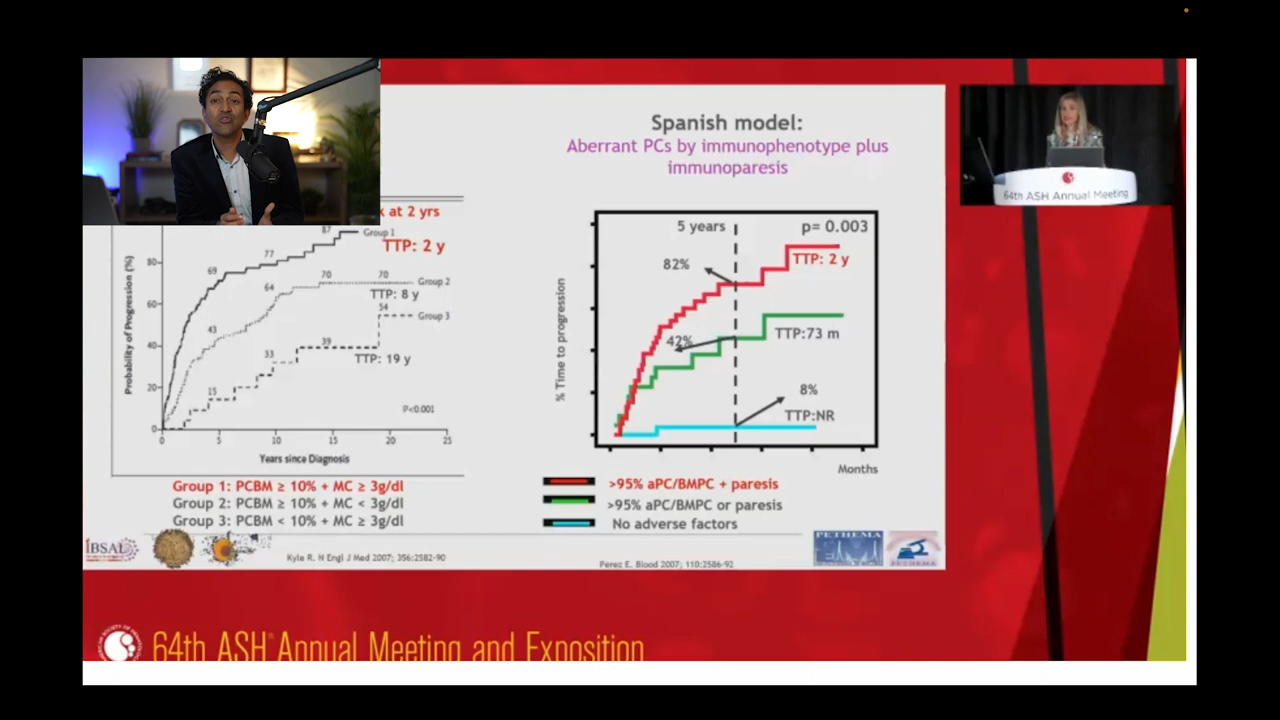 Spanish model:
Aberrant PCs by immunophenotype plus
immunoparesis
k at 2 yrs
TTP: 2 y
87
Group 1
77
69
80
70
70
Group 2
64
TTP: 8 y
54
Group 3
60
43
40
39
33
TTP: 19 y
20
15
P<0.001
0
0
5
10
15
20
25
Probability of Progression (%)
Years since Diagnosis
Group 1: PCBM ≥ 10% + MC ≥ 3g/dl
Group 2: PCBM ≥ 10% + MC < 3g/dl
Group 3: PCBM < 10% + MC ≥ 3g/dl
IBSAL
Kyle R. N Engl J Med 2007; 356:2582-90
5 years
p= 0.003
82%
TTP: 2 y
42%
TTP:73 m
8%
TTP:NR
% Time to progression
Months
>95% aPC/BMPC + paresis
>95% aPC/BMPC or paresis
No adverse factors
Perez E. Blood 2007; 110:2586-92
PETHEMA
PETHEMA
64th ASH Annual Meeting
64th ASH® Annual Meeting and Exposition